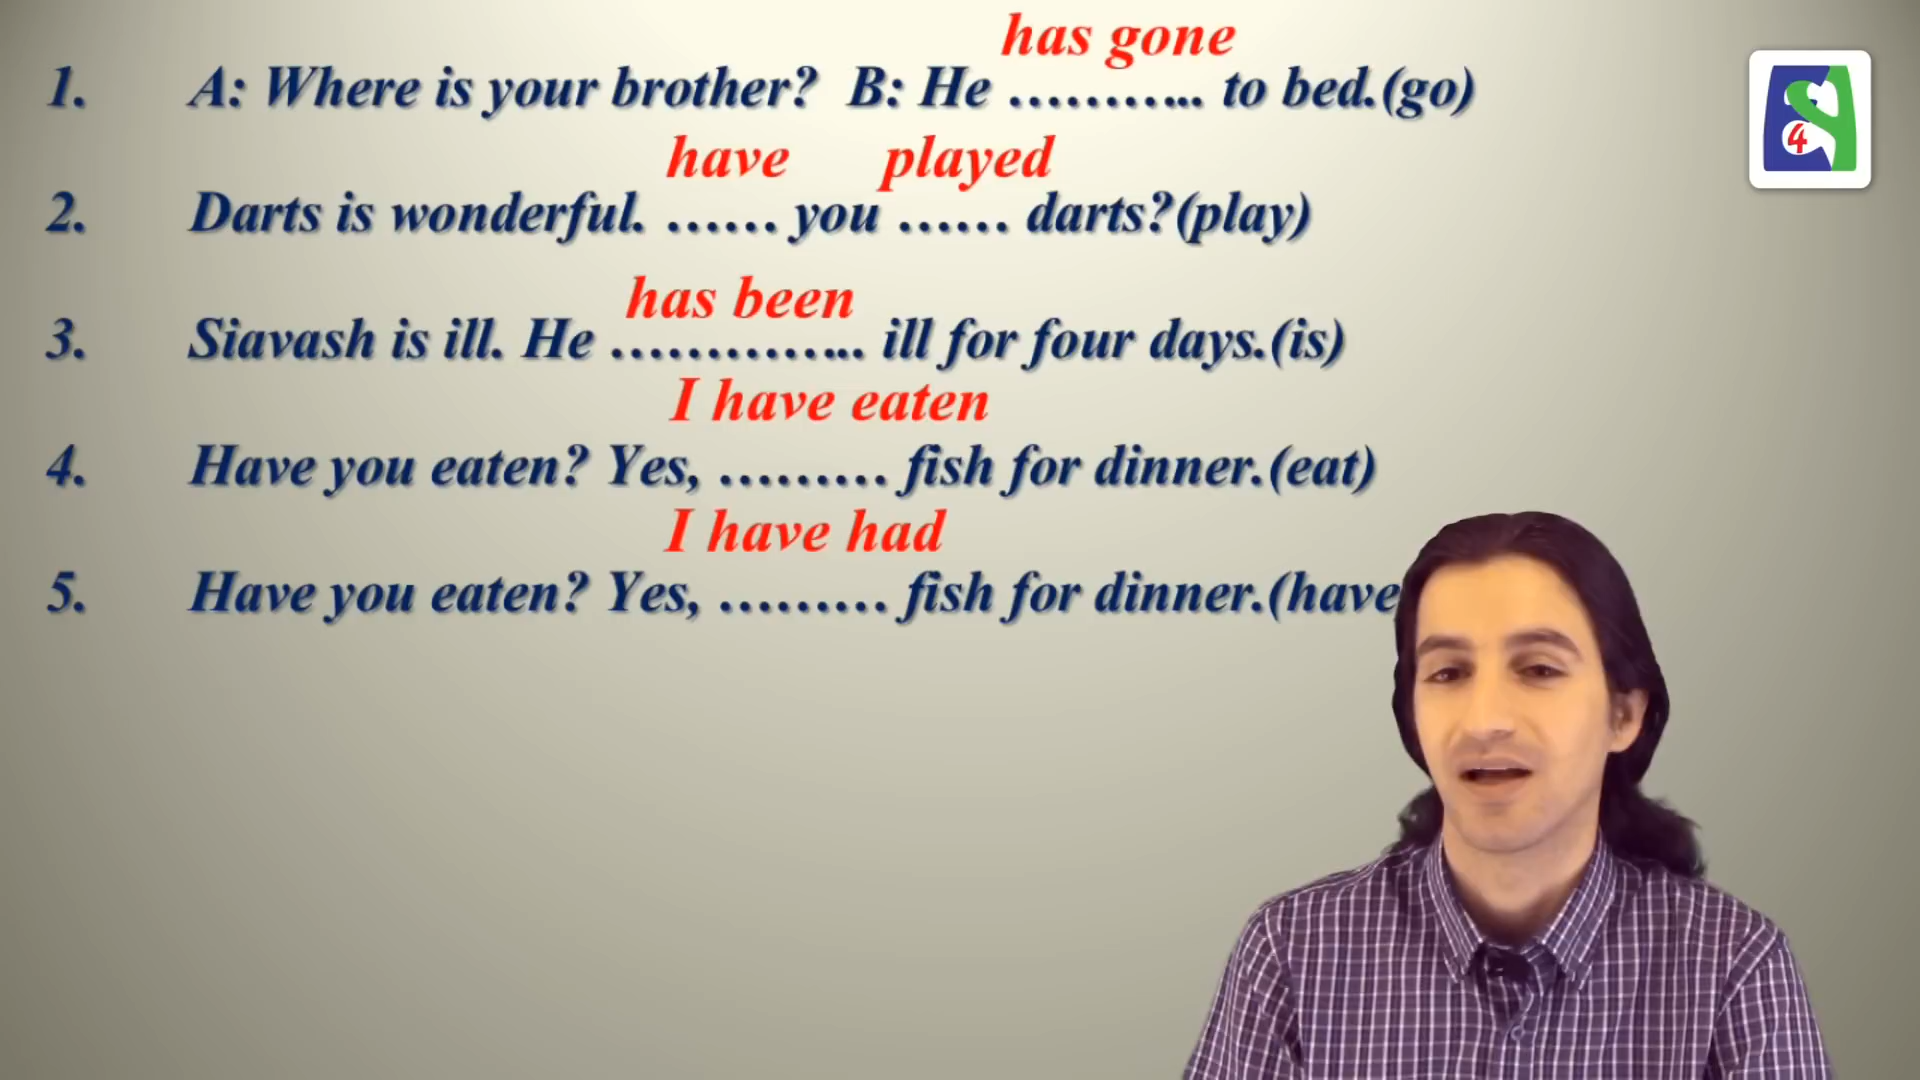 has gone
1. A: Where is your brother? B: He ........... to bed.(go)
have played
2. Darts is wonderful. ...... you ...... darts?(play)
has been
3. Siavash is ill. He .............. ill for four days.(is)
I have eaten
4. Have you eaten? Yes, ......... fish for dinner.(eat)
I have had
5. Have you eaten? Yes, ......... fish for dinner.(have
4